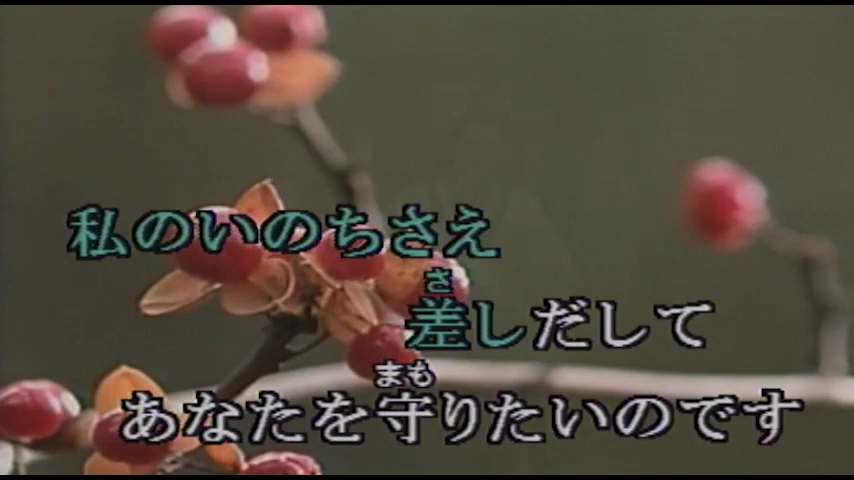 私のいのちさえ
さ
差しだして
まも
あなたを守りたいのです